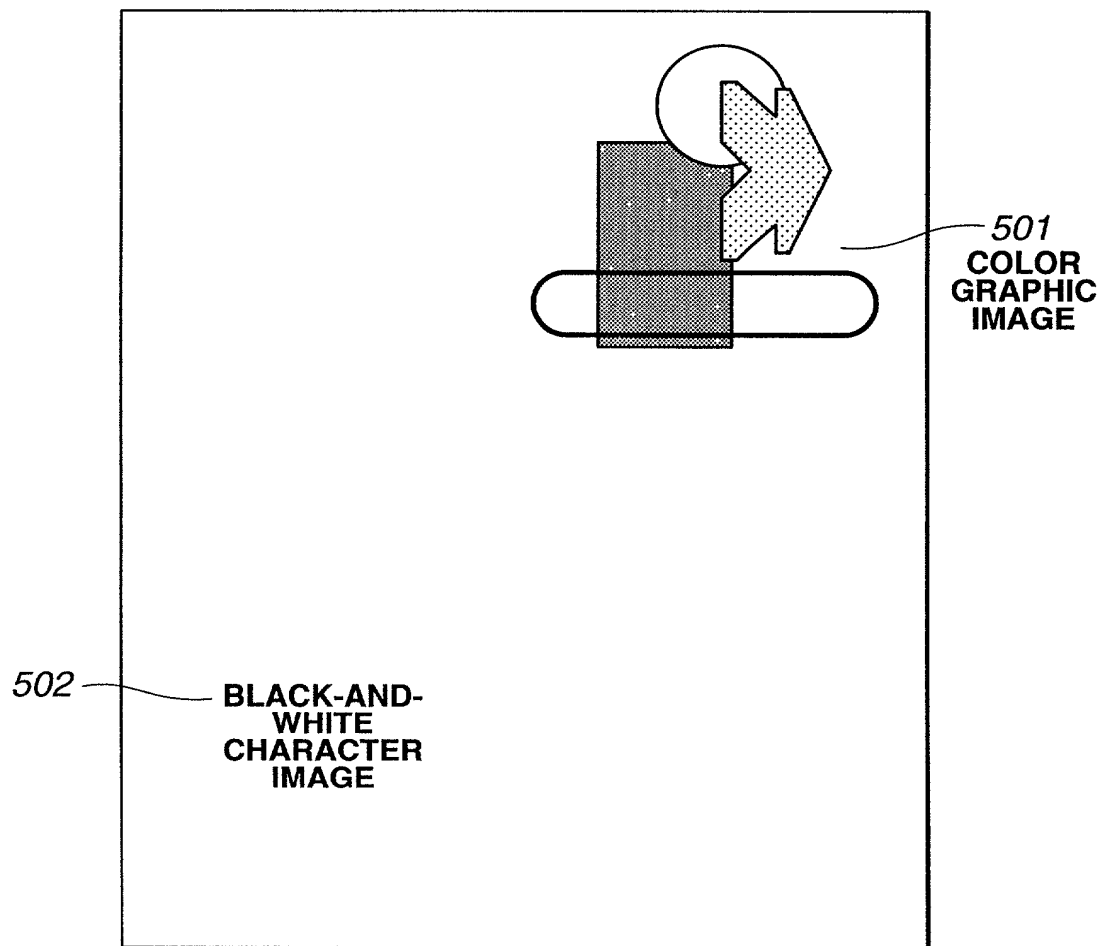 501
COLOR
GRAPHIC
IMAGE
502
BLACK-AND-
WHITE
CHARACTER
IMAGE